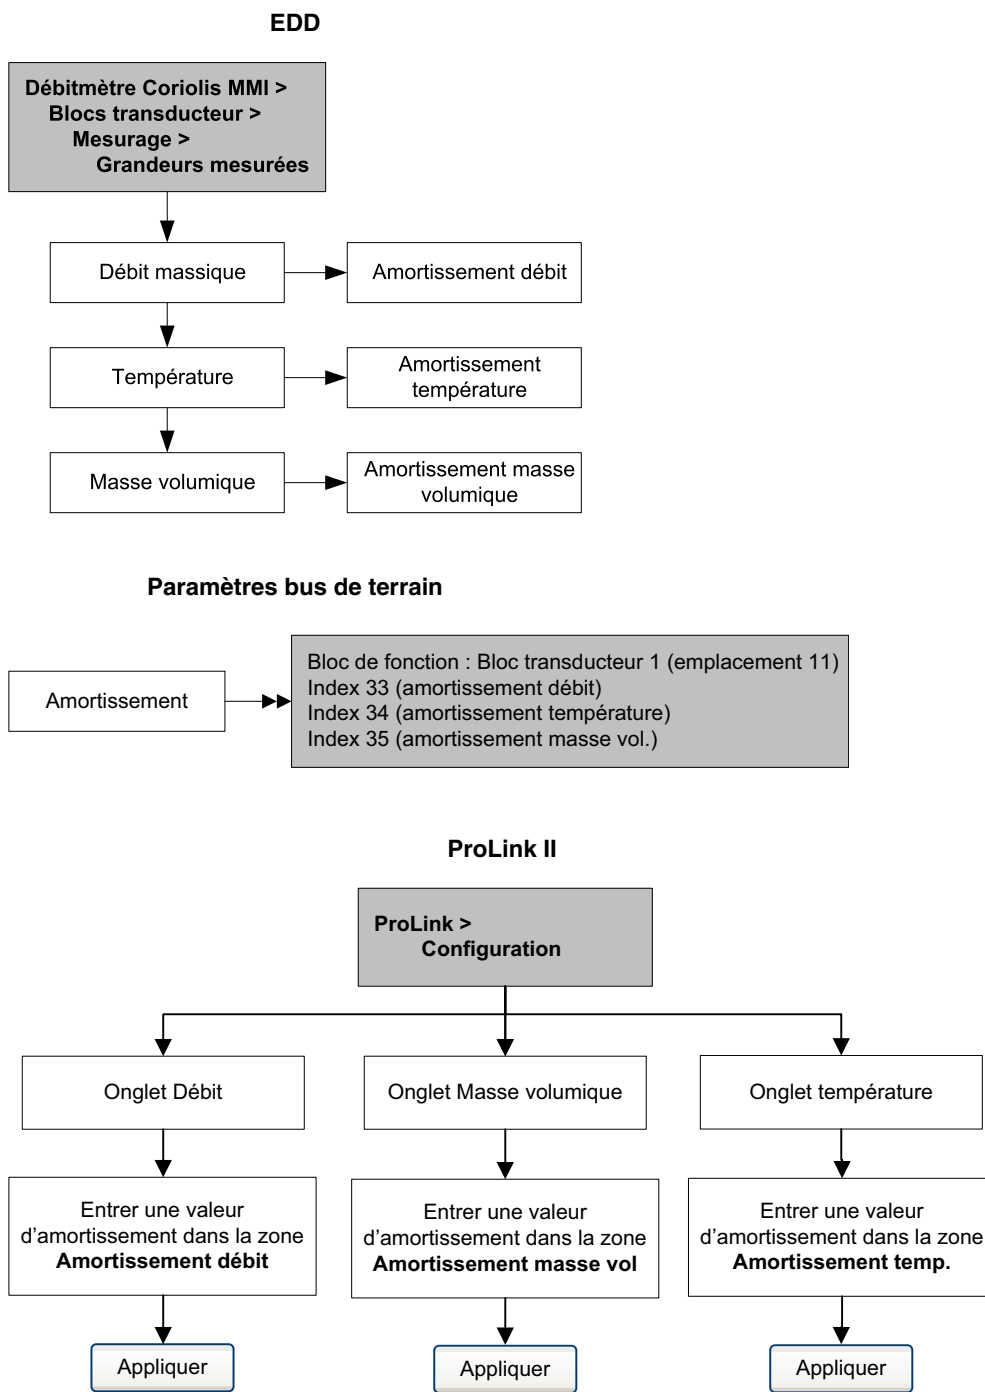 EDD
Débitmètre Coriolis MMI >
Blocs transducteur >
Mesurage >
Grandeurs mesurées
Débit massique
Amortissement débit
Température
Amortissement
température
Masse volumique
Amortissement masse
volumique
Paramètres bus de terrain
Amortissement
Bloc de fonction : Bloc transducteur 1 (emplacement 11)
Index 33 (amortissement débit)
Index 34 (amortissement température)
Index 35 (amortissement masse vol.)
ProLink II
ProLink >
Configuration
Onglet Débit
Onglet Masse volumique
Onglet température
Entrer une valeur
d’amortissement dans la zone
Amortissement débit
Entrer une valeur
d’amortissement dans la zone
Amortissement masse vol
Entrer une valeur
d’amortissement dans la zone
Amortissement temp.
Appliquer
Appliquer
Appliquer